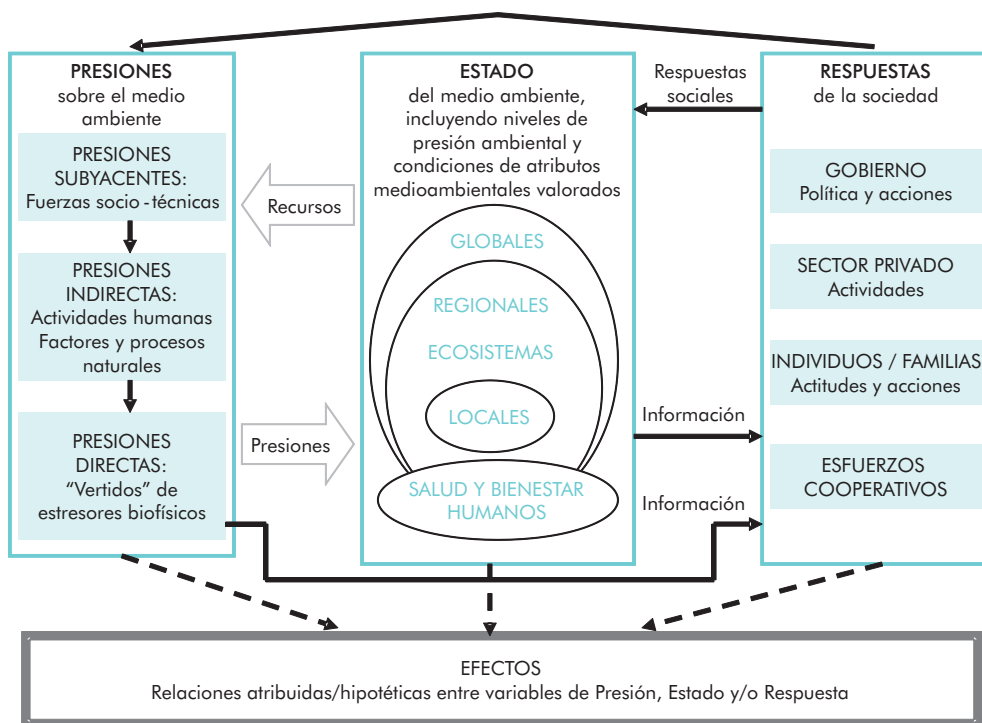 PRESIONES
sobre el medio
ambiente
PRESIONES
SUBYACENTES:
Fuerzas socio-técnicas
PRESIONES
INDIRECTAS:
Actividades humanas
Factores y procesos
naturales
PRESIONES
DIRECTAS:
“Vertidos” de
estresores biofísicos
Recursos
Presiones
ESTADO
del medio ambiente,
incluyendo niveles de
presión ambiental y
condiciones de atributos
medioambientales valorados
GLOBALES
REGIONALES
ECOSISTEMAS
LOCALES
SALUD Y BIENESTAR
HUMANOS
Respuestas
sociales
Información
Información
RESPUESTAS
de la sociedad
GOBIERNO
Política y acciones
SECTOR PRIVADO
Actividades
INDIVIDUOS / FAMILIAS
Actitudes y acciones
ESFUERZOS
COOPERATIVOS
EFECTOS
Relaciones atribuidas/hipotéticas entre variables de Presión, Estado y/o Respuesta